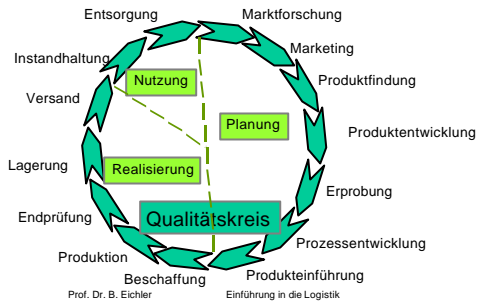 Entsorgung
Marktforschung
Instandhaltung
Marketing
Nutzung
Produktfindung
Versand
Planung
Produktentwicklung
Lagerung
Realisierung
Erprobung
Endprüfung
Qualitätskreis
Prozessentwicklung
Produktion
Produkteinführung
Beschaffung
Prof. Dr. B. Eichler
Einführung in die Logistik